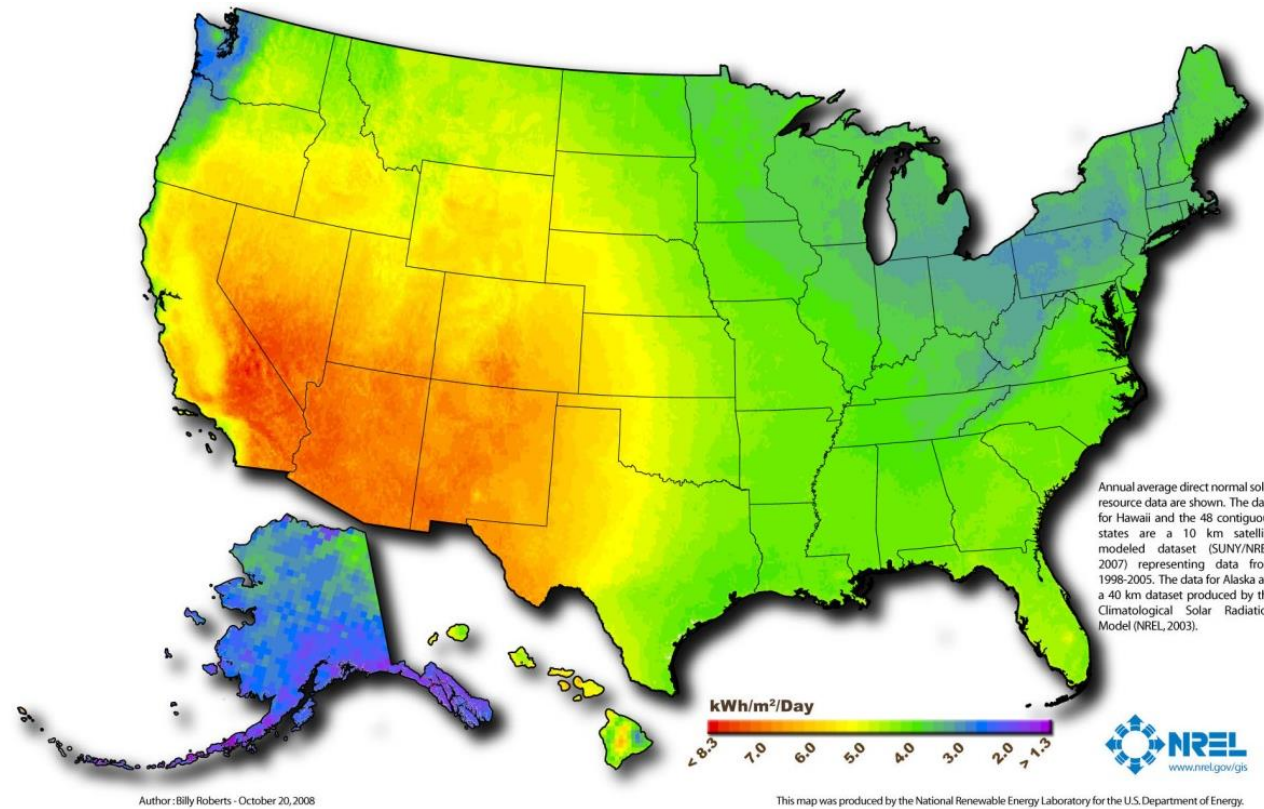 Annual average direct normal sol
resource data are shown. The da
for Hawaii and the 48 contiguou
states are a 10 km satelli
modeled dataset (SUNY/NRE
2007) representing data fro
1998-2005. The data for Alaska a
a 40 km dataset produced by th
Climatological Solar Radiatio
Model (NREL, 2003).
kWh/m²/Day
< 8.3 7.0 6.0 5.0 4.0 3.0 2.0 > 1.3
NREL
www.nrel.gov/gis
Author : Billy Roberts - October 20, 2008
This map was produced by the National Renewable Energy Laboratory for the U.S. Department of Energy.